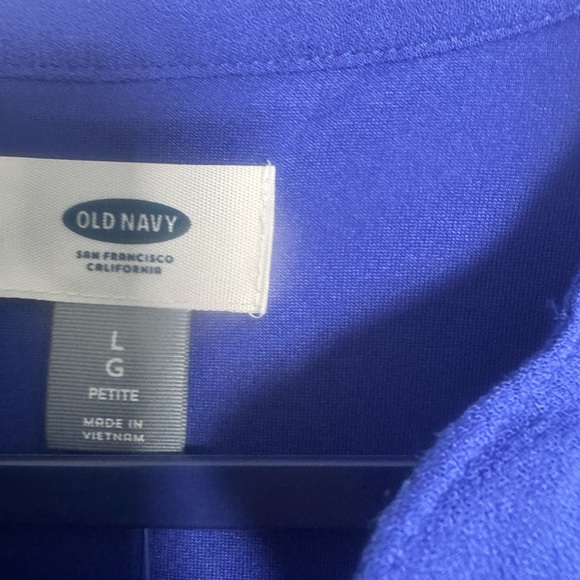 OLD NAVY
SAN FRANCISCO
CALIFORNIA
L
G
PETITE
MADE IN
VIETNAM